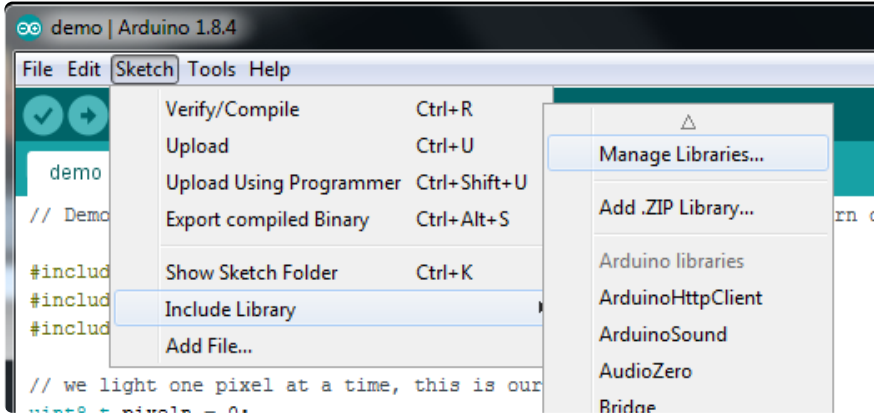 demo | Arduino 1.8.4
File Edit Sketch Tools Help
demo
Verify/Compile Ctrl+R
Upload Ctrl+U
Upload Using Programmer Ctrl+Shift+U
Export compiled Binary Ctrl+Alt+S
Show Sketch Folder Ctrl+K
Include Library
Add File...
Manage Libraries...
Add .ZIP Library...
Arduino libraries
ArduinoHttpClient
ArduinoSound
AudioZero
Bridge
// Demo
#includ
#includ
#includ
// we light one pixel at a time, this is our
uint8_t pixeln = 0;